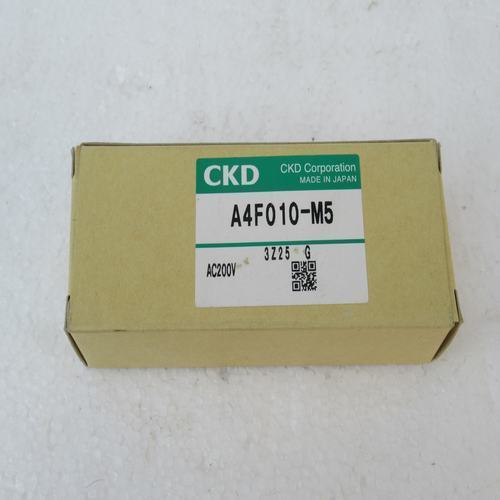 CKD
CKD Corporation
MADE IN JAPAN
A4F010-M5
3Z25 G
AC200V